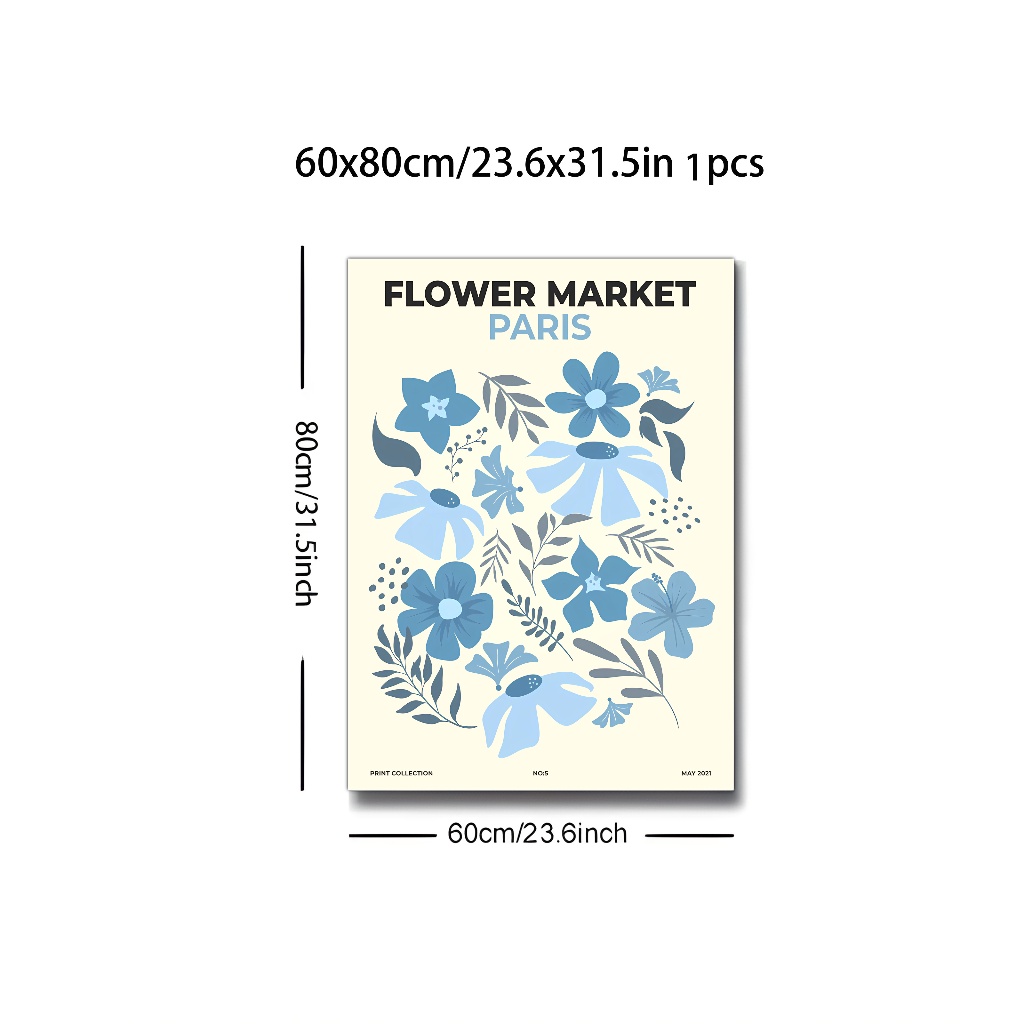 60x80cm/23.6x31.5in 1pcs
FLOWER MARKET
PARIS
80cm/31.5inch
PRINT COLLECTION
NO:5
MAY 2021
60cm/23.6inch